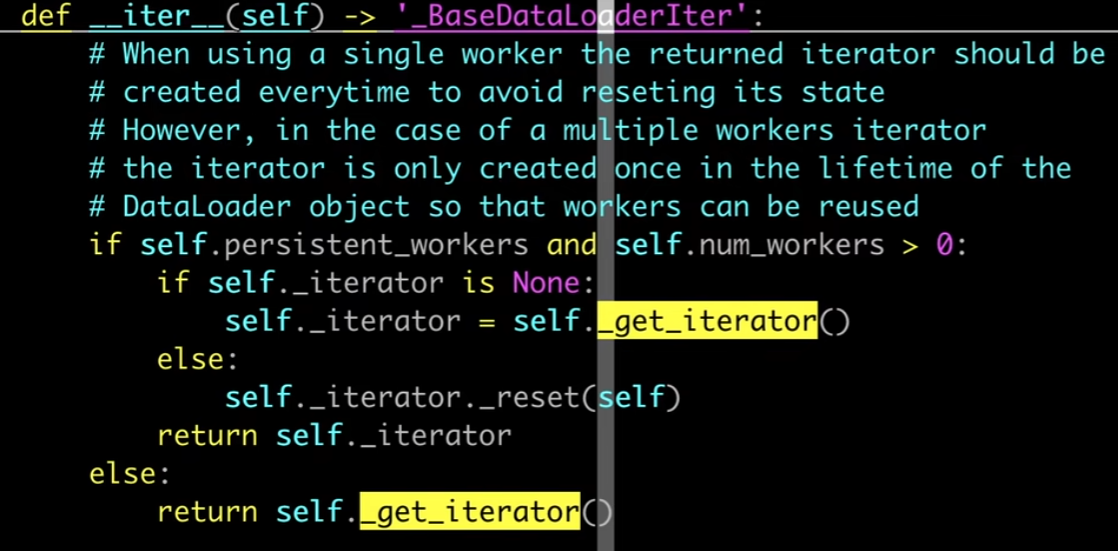 def __iter__(self) -> '_BaseDataLoaderIter':
# When using a single worker the returned iterator should be
# created everytime to avoid reseting its state
# However, in the case of a multiple workers iterator
# the iterator is only created once in the lifetime of the
# DataLoader object so that workers can be reused
if self.persistent_workers and self.num_workers > 0:
if self._iterator is None:
self._iterator = self._get_iterator()
else:
self._iterator._reset(self)
return self._iterator
else:
return self._get_iterator()